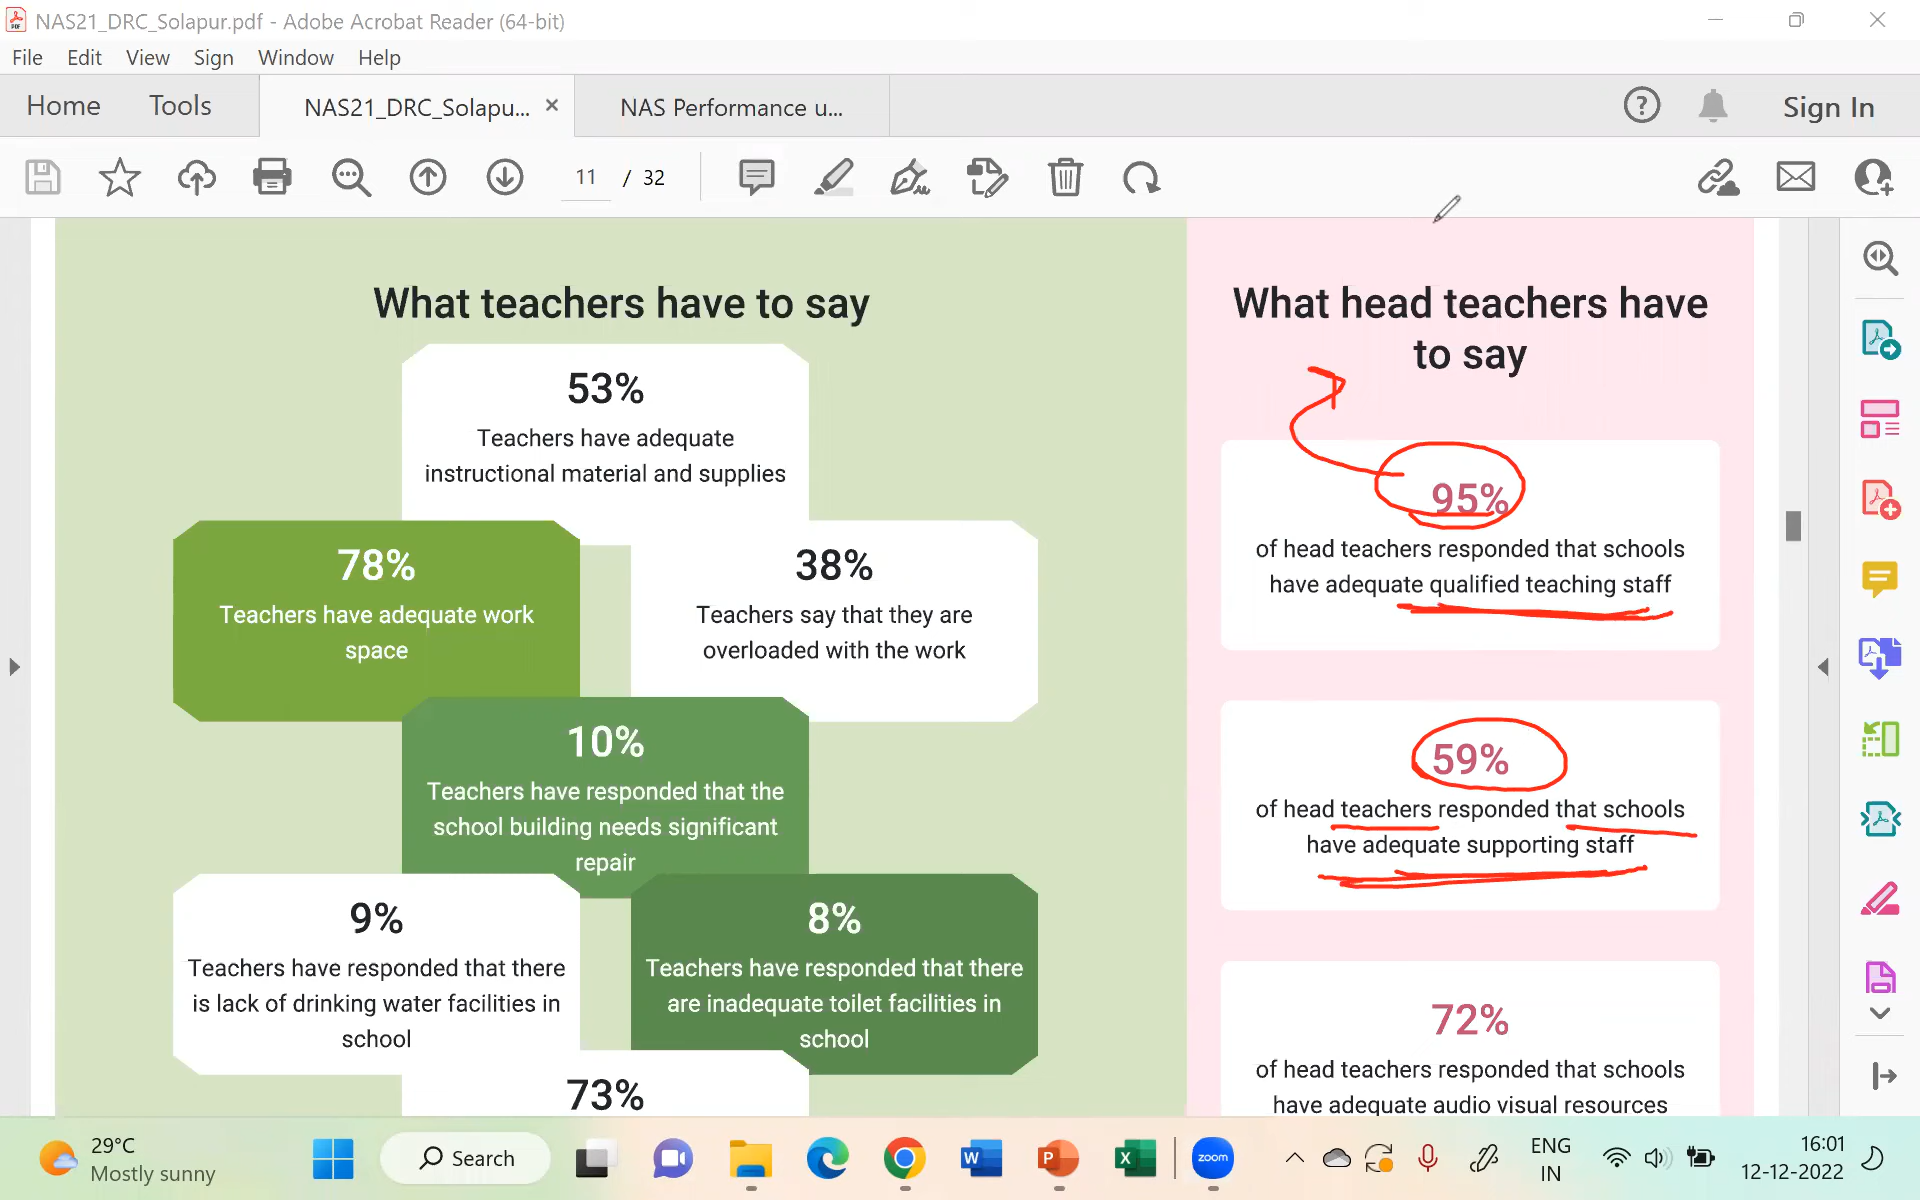 NAS21_DRC_Solapur.pdf - Adobe Acrobat Reader (64-bit)
File Edit View Sign Window Help
Home Tools NAS21_DRC_Solapu... × NAS Performance u... Sign In
11 / 32
What teachers have to say
53%
Teachers have adequate
instructional material and supplies
78%
Teachers have adequate work
space
38%
Teachers say that they are
overloaded with the work
10%
Teachers have responded that the
school building needs significant
repair
9%
Teachers have responded that there
is lack of drinking water facilities in
school
8%
Teachers have responded that there
are inadequate toilet facilities in
school
73%
What head teachers have
to say
95%
of head teachers responded that schools
have adequate qualified teaching staff
59%
of head teachers responded that schools
have adequate supporting staff
72%
of head teachers responded that schools
have adequate audio visual resources
29°C
Mostly sunny
Search
zoom
ENG
IN
16:01
12-12-2022